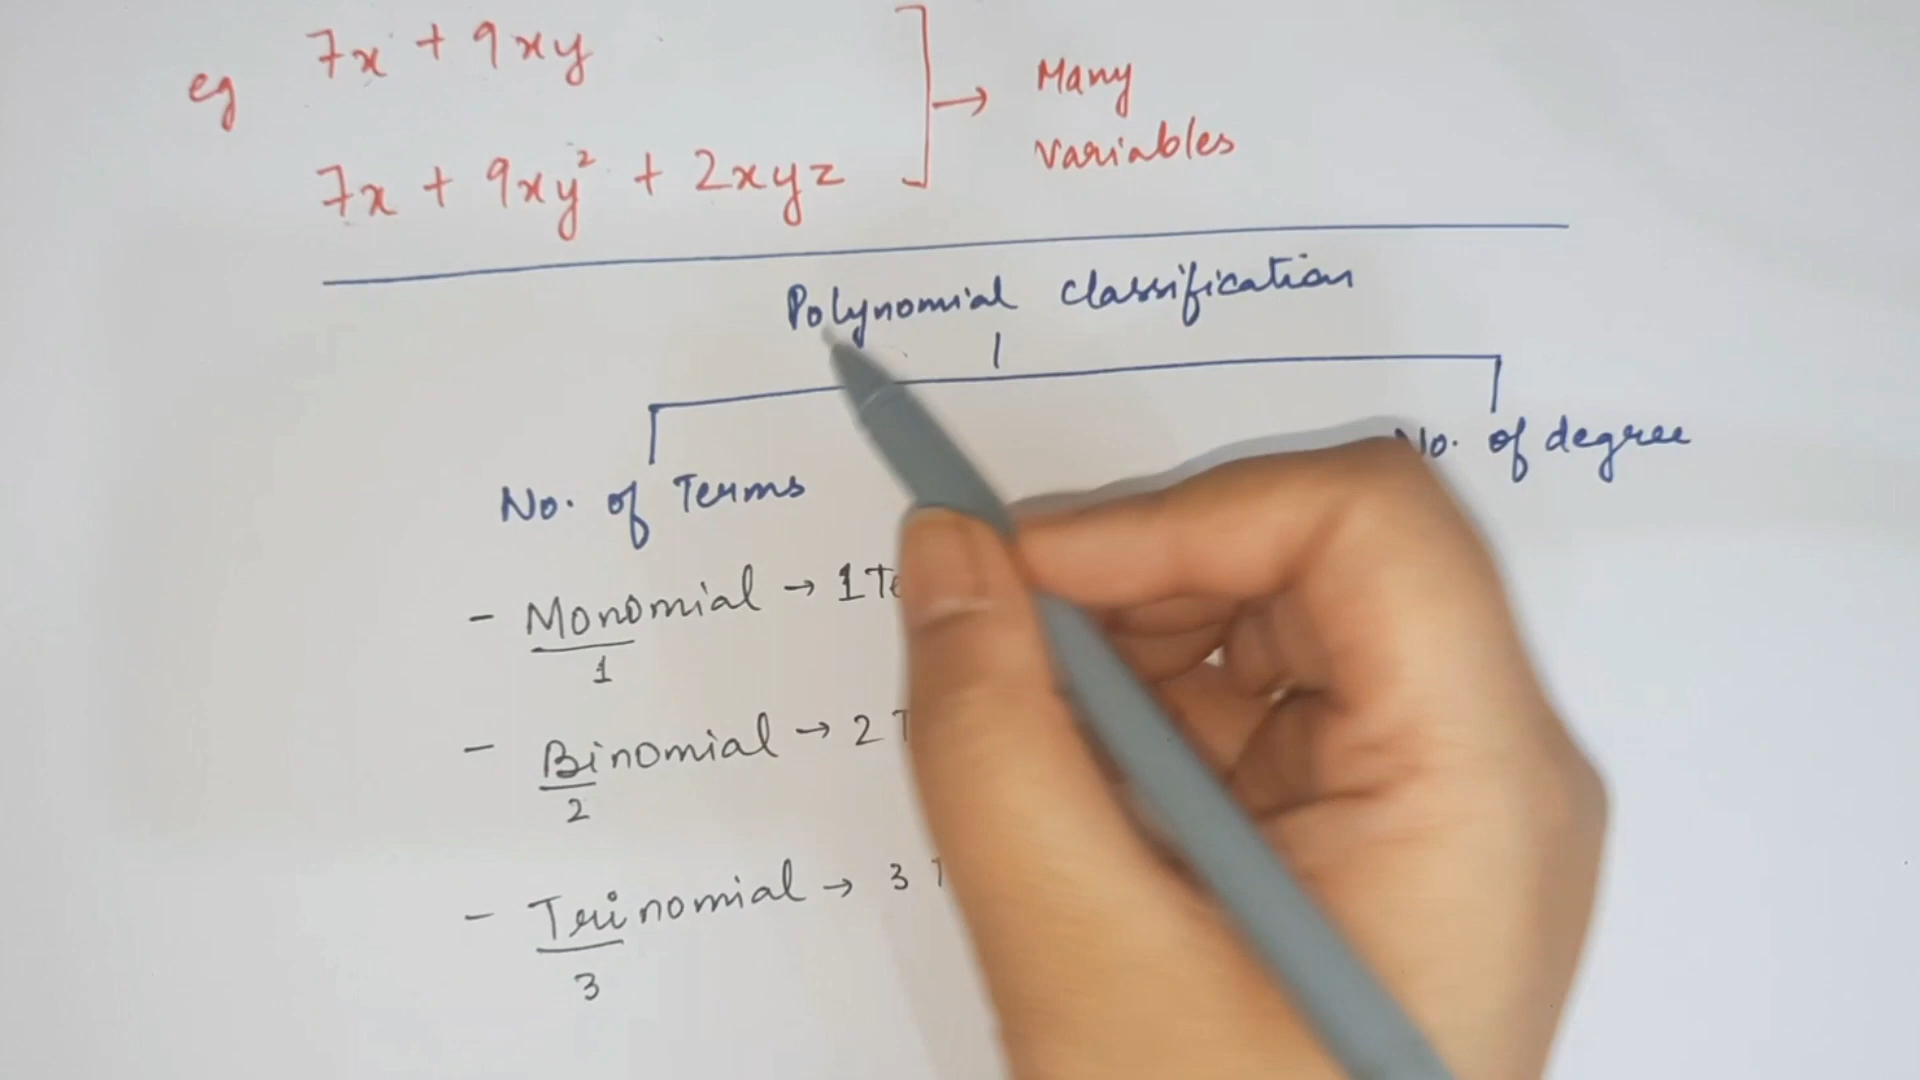 eg 7x + 9xy
7x + 9xy² + 2xyz
→ Many
variables
Polynomial classification
No. of Terms
No. of degree
- Monomial → 1
1
- Binomial → 2
2
- Trinomial → 3
3